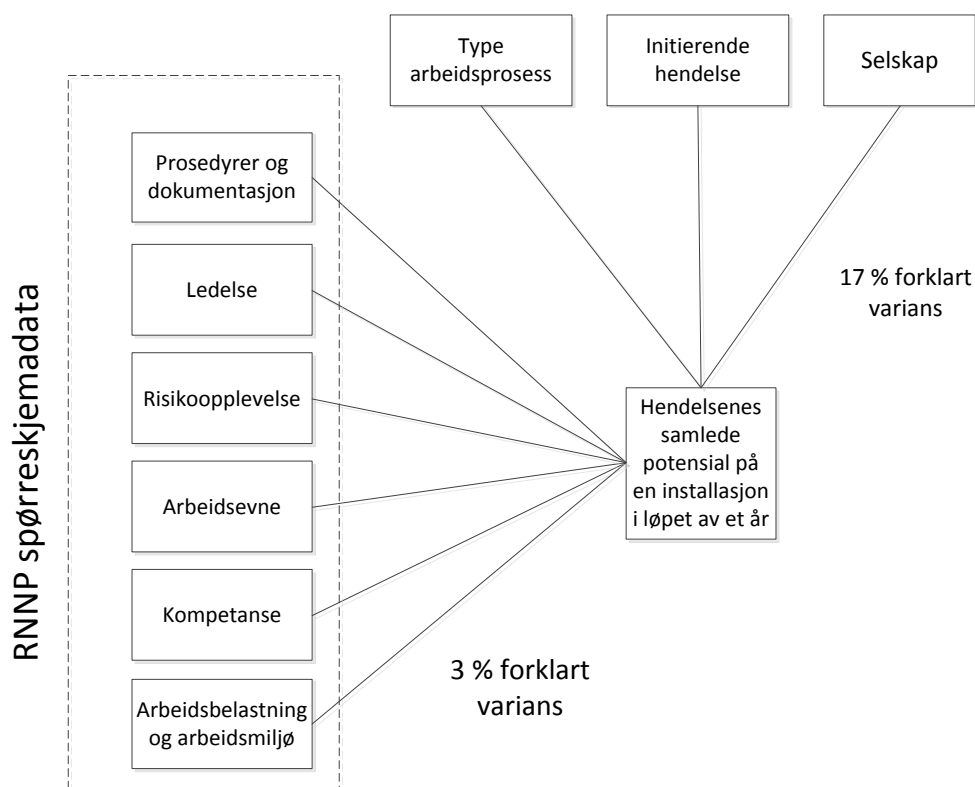 Type
arbeidsprosess
Initierende
hendelse
Selskap
RNNP spørreskjemadata
Prosedyrer og
dokumentasjon
Ledelse
Risikoopplevelse
Arbeidsevne
Kompetanse
Arbeidsbelastning
og arbeidsmiljø
17 % forklart
varians
Hendelsenes
samlede
potensial på
en installasjon
i løpet av et år
3 % forklart
varians